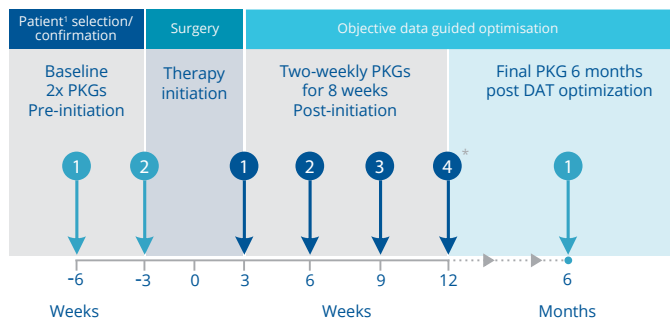 Patient¹ selection/
confirmation
Surgery
Objective data guided optimisation
Baseline
2x PKGs
Pre-initiation
Therapy
initiation
Two-weekly PKGs
for 8 weeks
Post-initiation
Final PKG 6 months
post DAT optimization
1 2 1 2 3 4 * 1
-6 -3 0 3 6 9 12 6
Weeks Weeks Months